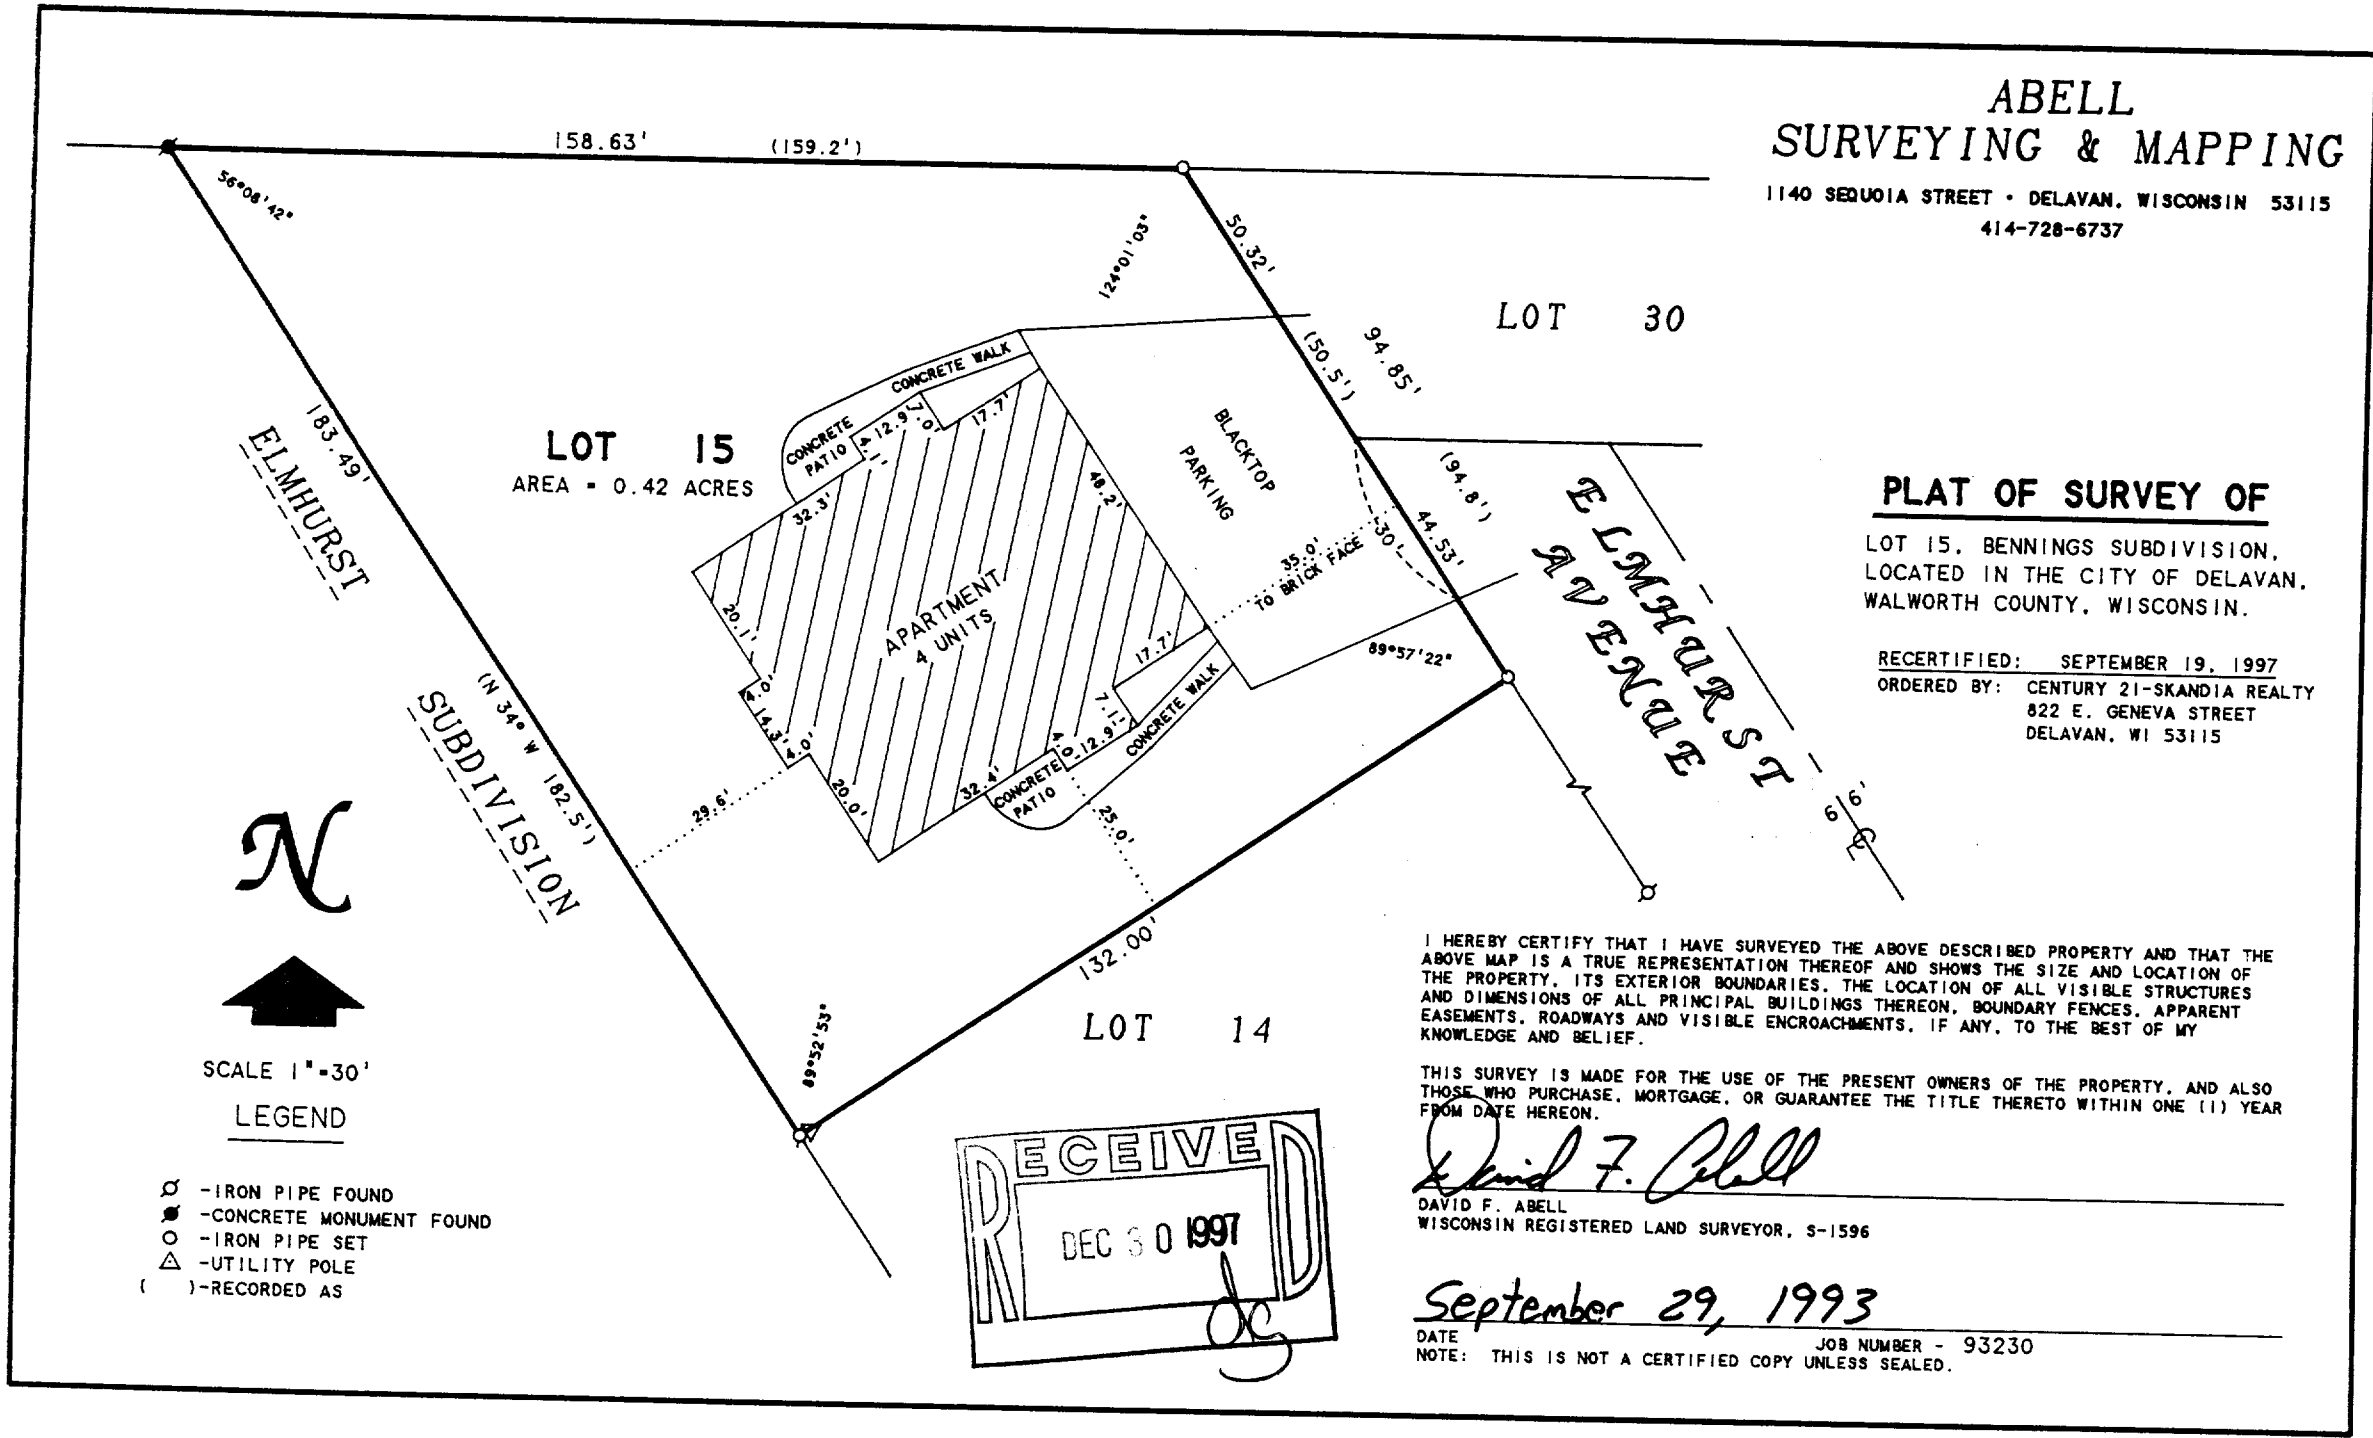 ABELL
SURVEYING & MAPPING
1140 SEQUOIA STREET • DELAVAN, WISCONSIN 53115
414-728-6737
158.63' (159.2')
56°08'42"
124°01'03"
50.32'
(50.5')
94.85'
(94.8')
44.53'
LOT 30
183.49'
ELMHURST
SUBDIVISION
(N 34° W 182.5')
LOT 15
AREA = 0.42 ACRES
CONCRETE WALK
CONCRETE
PATIO
4.1'
12.9'
7.0'
17.7'
32.3'
48.2'
BLACKTOP
PARKING
35.0'
TO BRICK FACE
30'
APARTMENT
4 UNITS
20.1'
4.0'
14.3'
4.0'
20.0'
29.6'
32.4'
4.0'
12.9'
7.1'
17.7'
CONCRETE WALK
CONCRETE
PATIO
25.0'
89°57'22"
132.00'
89°52'53"
ELMHURST
AVENUE
66'
LOT 14
PLAT OF SURVEY OF
LOT 15, BENNINGS SUBDIVISION,
LOCATED IN THE CITY OF DELAVAN,
WALWORTH COUNTY, WISCONSIN.
RECERTIFIED: SEPTEMBER 19, 1997
ORDERED BY: CENTURY 21-SKANDIA REALTY
822 E. GENEVA STREET
DELAVAN, WI 53115
N
SCALE 1"=30'
LEGEND
-IRON PIPE FOUND
-CONCRETE MONUMENT FOUND
-IRON PIPE SET
-UTILITY POLE
( )-RECORDED AS
RECEIVED
DEC 30 1997
I HEREBY CERTIFY THAT I HAVE SURVEYED THE ABOVE DESCRIBED PROPERTY AND THAT THE
ABOVE MAP IS A TRUE REPRESENTATION THEREOF AND SHOWS THE SIZE AND LOCATION OF
THE PROPERTY, ITS EXTERIOR BOUNDARIES, THE LOCATION OF ALL VISIBLE STRUCTURES
AND DIMENSIONS OF ALL PRINCIPAL BUILDINGS THEREON, BOUNDARY FENCES, APPARENT
EASEMENTS, ROADWAYS AND VISIBLE ENCROACHMENTS, IF ANY, TO THE BEST OF MY
KNOWLEDGE AND BELIEF.
THIS SURVEY IS MADE FOR THE USE OF THE PRESENT OWNERS OF THE PROPERTY, AND ALSO
THOSE WHO PURCHASE, MORTGAGE, OR GUARANTEE THE TITLE THERETO WITHIN ONE (1) YEAR
FROM DATE HEREON.
David F. Abell
DAVID F. ABELL
WISCONSIN REGISTERED LAND SURVEYOR, S-1596
September 29, 1993
DATE JOB NUMBER - 93230
NOTE: THIS IS NOT A CERTIFIED COPY UNLESS SEALED.